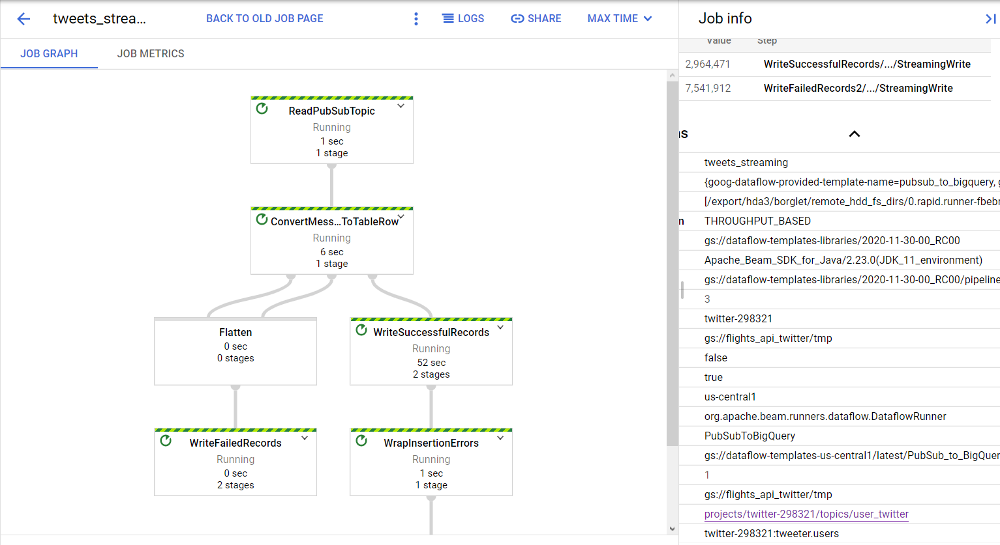 tweets_strea...
BACK TO OLD JOB PAGE
LOGS
SHARE
MAX TIME
JOB GRAPH
JOB METRICS
ReadPubSubTopic
Running
1 sec
1 stage
ConvertMess...ToTableRow
Running
6 sec
1 stage
Flatten
0 sec
0 stages
WriteSuccessfulRecords
Running
52 sec
2 stages
WriteFailedRecords
Running
0 sec
2 stages
WrapInsertionErrors
Running
1 sec
1 stage
Job info
Value Step
2,964,471 WriteSuccessfulRecords/.../StreamingWrite
7,541,912 WriteFailedRecords2/.../StreamingWrite
ns
tweets_streaming
{goog-dataflow-provided-template-name=pubsub_to_bigquery, g
[/export/hda3/borglet/remote_hdd_fs_dirs/0.rapid.runner-fbebr
m THROUGHPUT_BASED
gs://dataflow-templates-libraries/2020-11-30-00_RC00
Apache_Beam_SDK_for_Java/2.23.0(JDK_11_environment)
gs://dataflow-templates-libraries/2020-11-30-00_RC00/pipeline
3
twitter-298321
gs://flights_api_twitter/tmp
false
true
us-central1
org.apache.beam.runners.dataflow.DataflowRunner
PubSubToBigQuery
gs://dataflow-templates-us-central1/latest/PubSub_to_BigQuer
1
gs://flights_api_twitter/tmp
projects/twitter-298321/topics/user_twitter
twitter-298321:tweeter.users